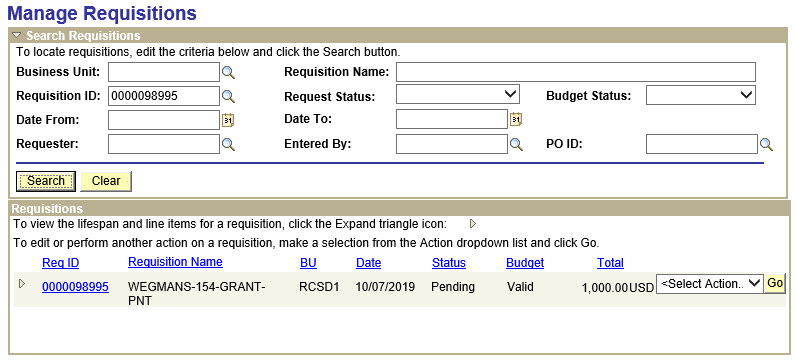 Manage Requisitions
Search Requisitions
To locate requisitions, edit the criteria below and click the Search button.
Business Unit: Requisition Name:
Requisition ID: 0000098995 Request Status: Budget Status:
Date From: 31 Date To: 31
Requester: Entered By: PO ID:
Search Clear
Requisitions
To view the lifespan and line items for a requisition, click the Expand triangle icon:
To edit or perform another action on a requisition, make a selection from the Action dropdown list and click Go.
Req ID Requisition Name BU Date Status Budget Total
0000098995 WEGMANS-154-GRANT- RCSD1 10/07/2019 Pending Valid 1,000.00USD <Select Action.. Go
PNT